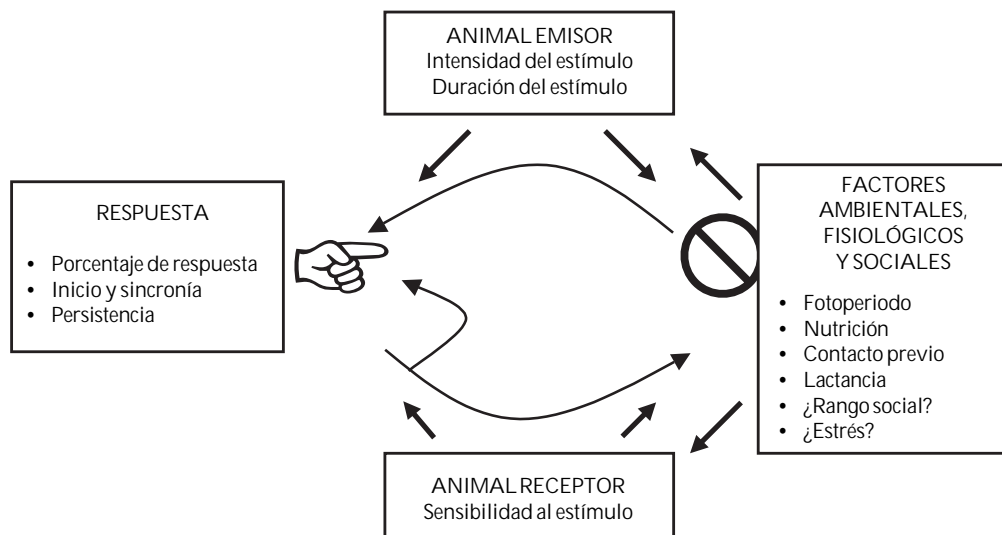 ANIMAL EMISOR
Intensidad del estímulo
Duración del estímulo
RESPUESTA
• Porcentaje de respuesta
• Inicio y sincronía
• Persistencia
FACTORES
AMBIENTALES,
FISIOLÓGICOS
Y SOCIALES
• Fotoperiodo
• Nutrición
• Contacto previo
• Lactancia
• ¿Rango social?
• ¿Estrés?
ANIMAL RECEPTOR
Sensibilidad al estímulo